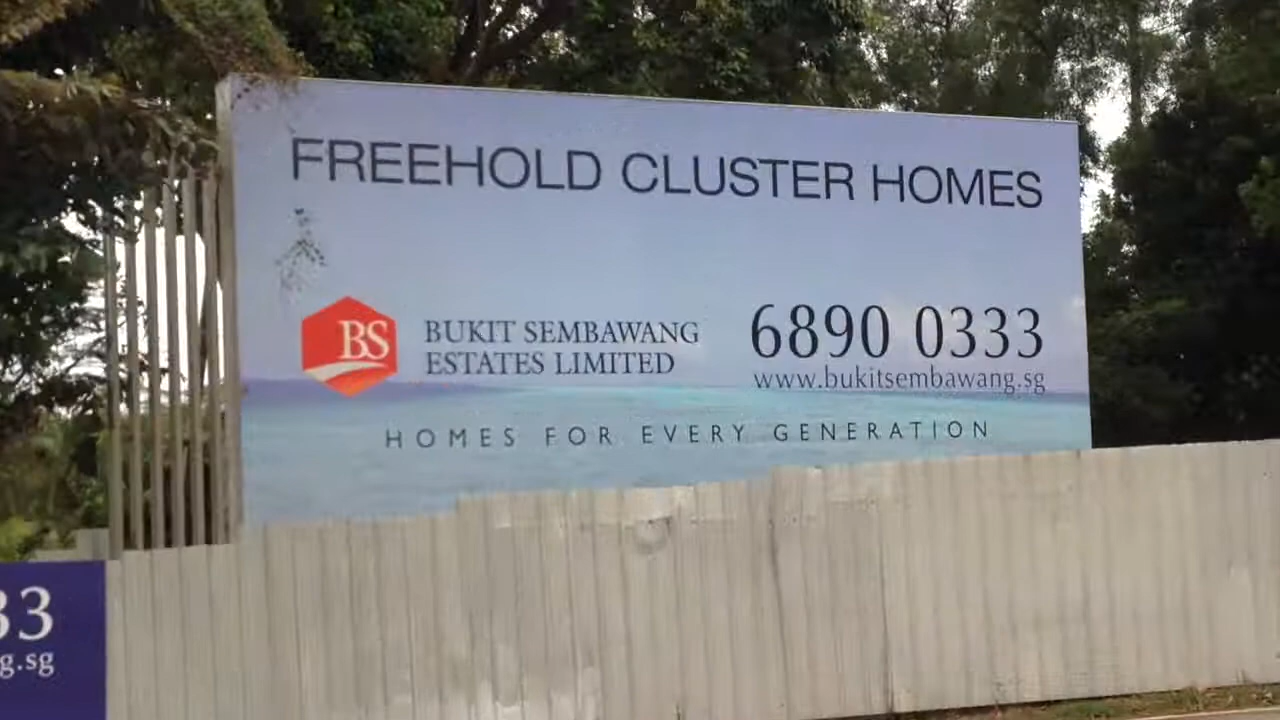 FREEHOLD CLUSTER HOMES
BS
BUKIT SEMBAWANG
ESTATES LIMITED
6890 0333
www.bukitsembawang.sg
HOMES FOR EVERY GENERATION
33
g.sg